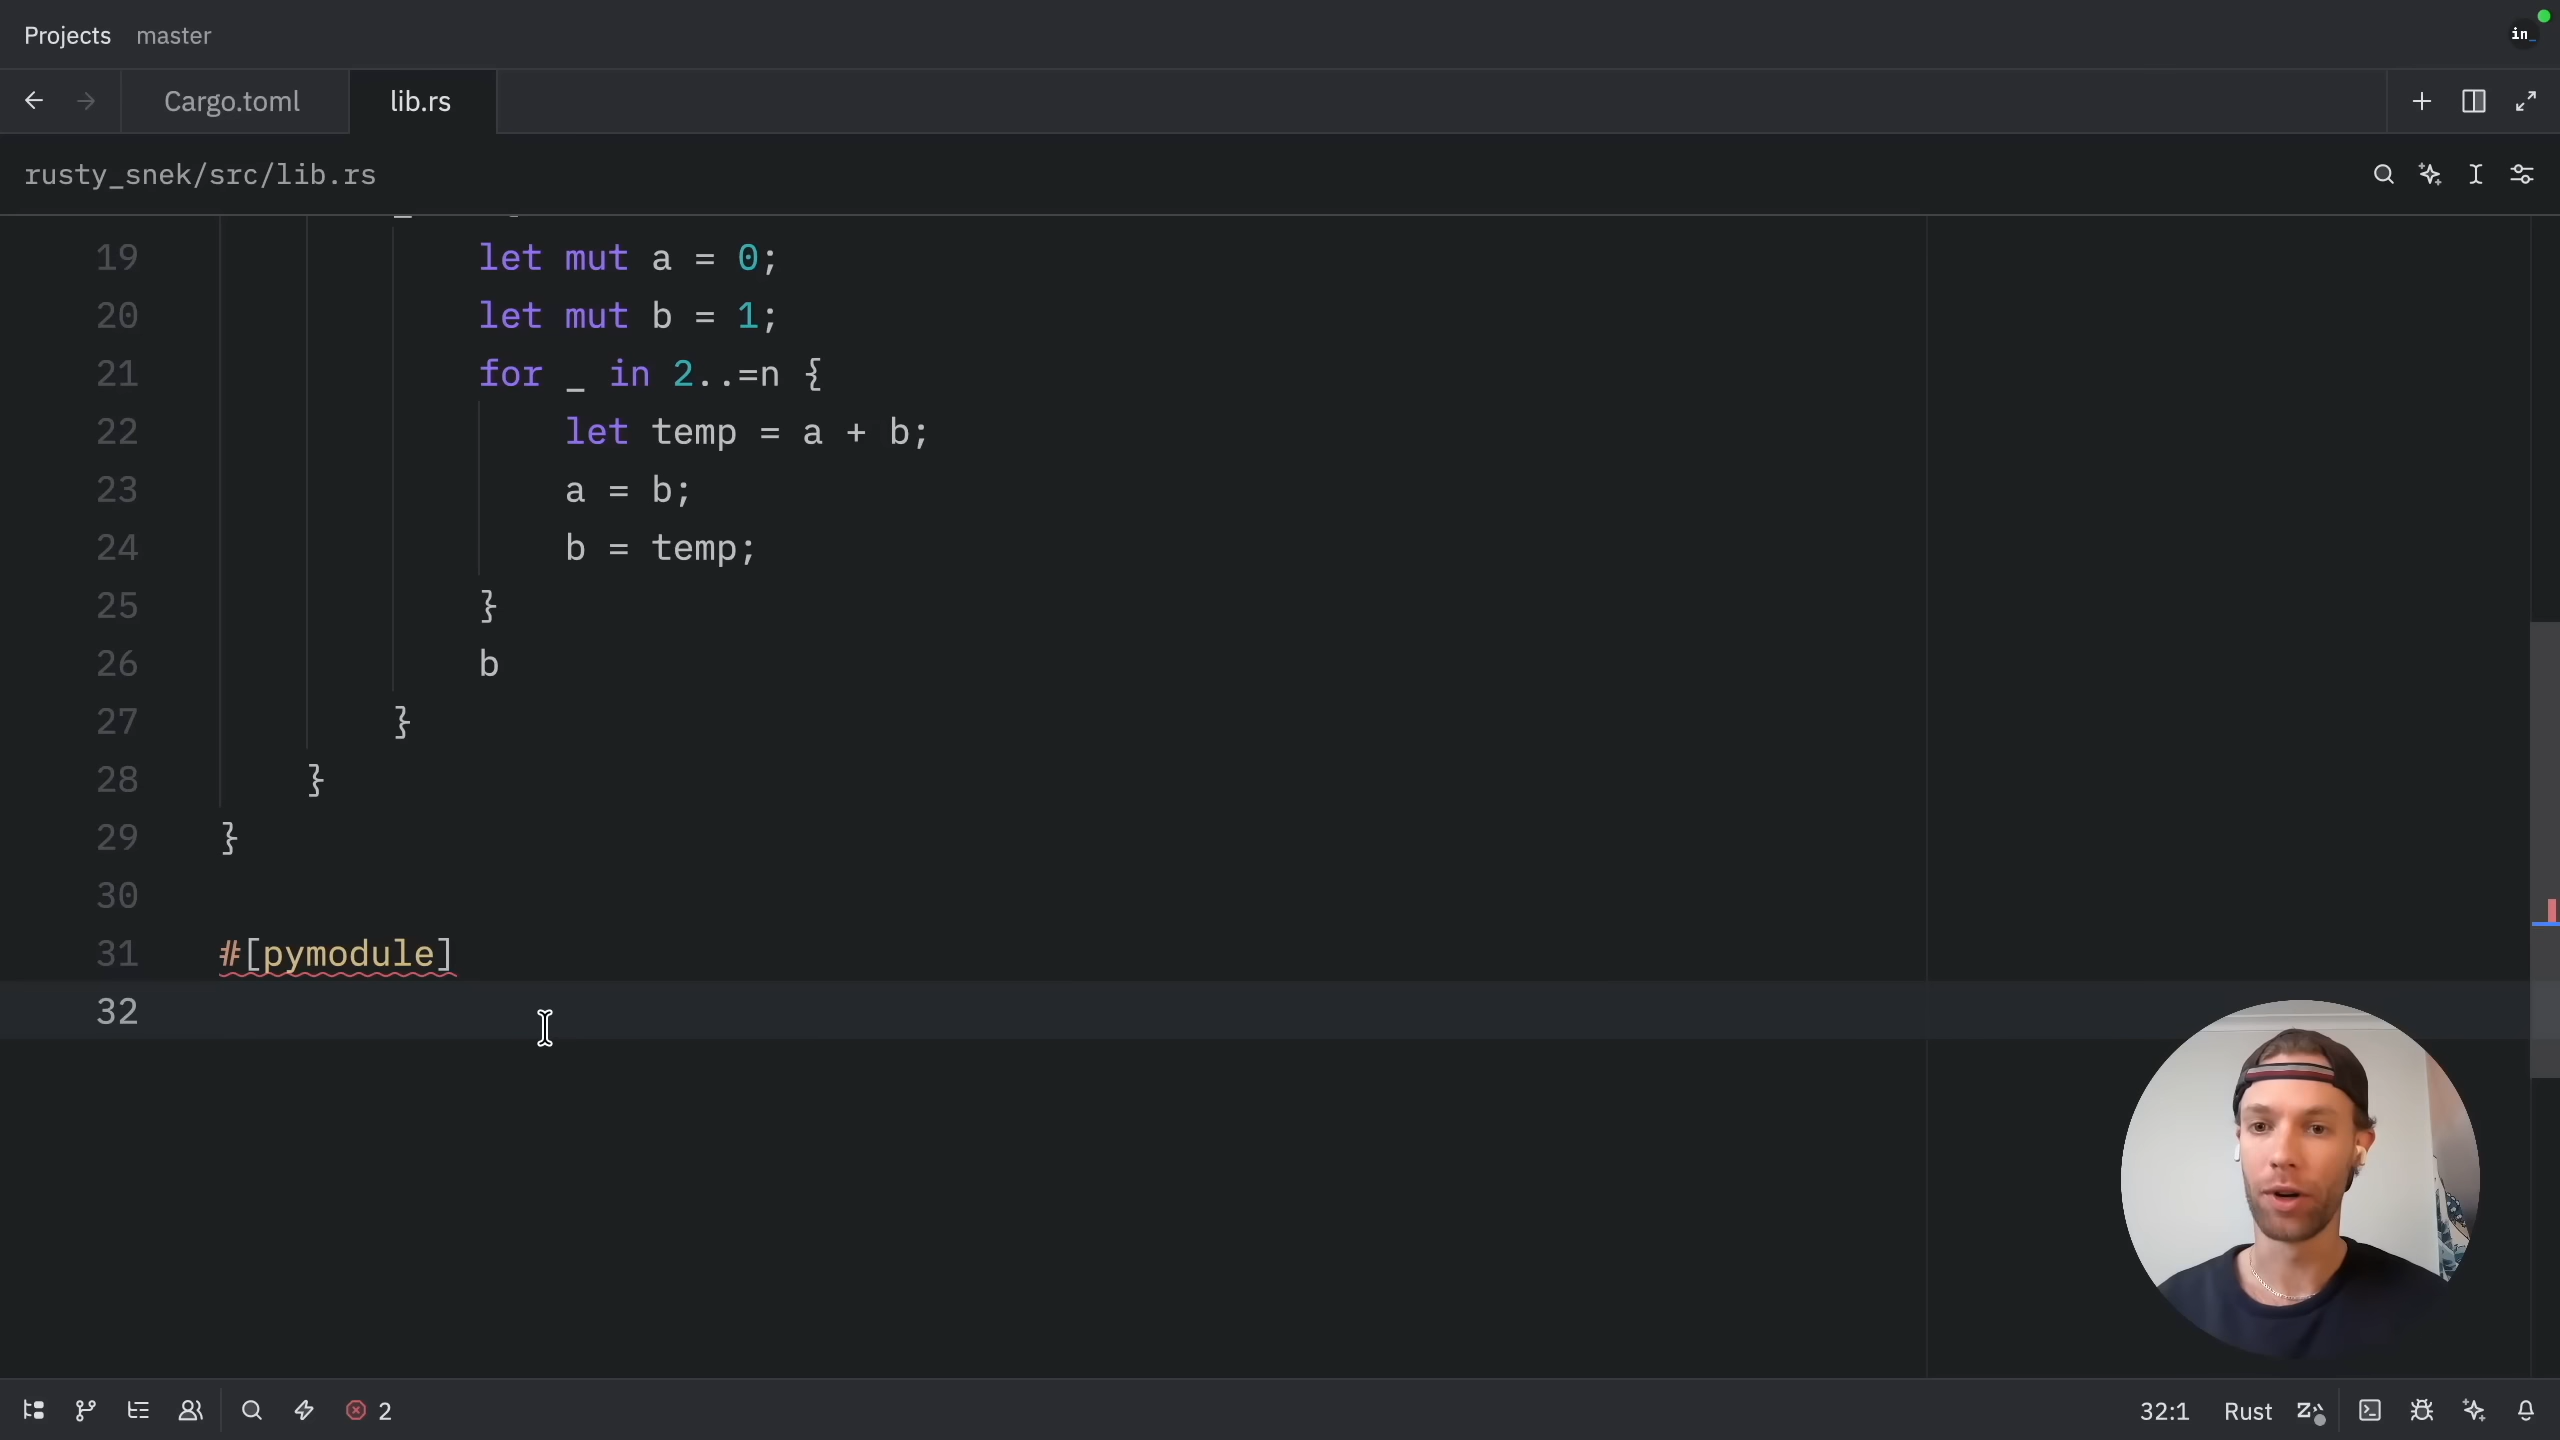 Projects master
in_
Cargo.toml lib.rs
rusty_snek/src/lib.rs
19 let mut a = 0;
20 let mut b = 1;
21 for _ in 2..=n {
22 let temp = a + b;
23 a = b;
24 b = temp;
25 }
26 b
27 }
28 }
29 }
30
31 #[pymodule]
32
2 32:1 Rust